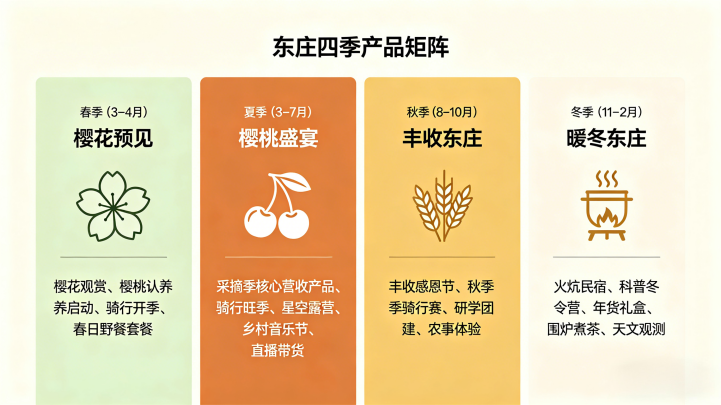 东庄四季产品矩阵
春季 (3-4月)
樱花预见
樱花观赏、樱桃认养
养启动、骑行开季、
春日野餐套餐
夏季 (3-7月)
樱桃盛宴
采摘季核心营收产品、
骑行旺季、星空露营、
乡村音乐节、
直播带货
秋季 (8-10月)
丰收东庄
丰收感恩节、秋季
季骑行赛、研学团
建、农事体验
冬季 (11-2月)
暖冬东庄
火炕民宿、科普冬
令营、年货礼盒、
围炉煮茶、天文观测